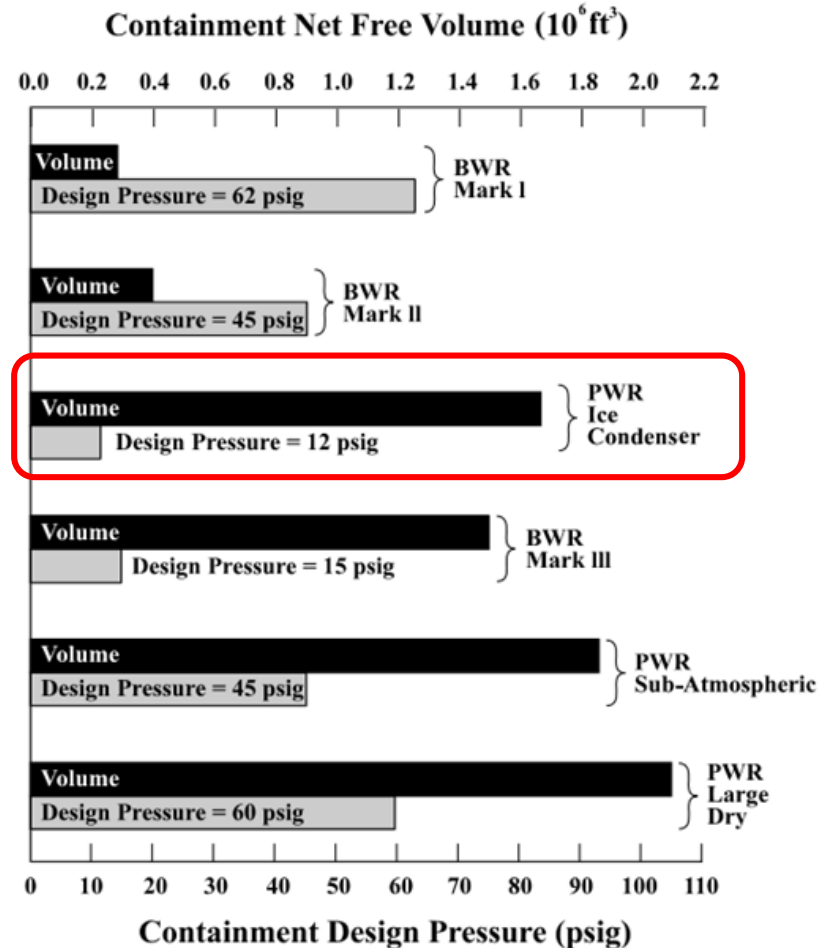 Containment Net Free Volume (10⁶ft³)
0.0 0.2 0.4 0.6 0.8 1.0 1.2 1.4 1.6 1.8 2.0 2.2
Volume
Design Pressure = 62 psig
BWR
Mark I
Volume
Design Pressure = 45 psig
BWR
Mark II
Volume
Design Pressure = 12 psig
PWR
Ice
Condenser
Volume
Design Pressure = 15 psig
BWR
Mark III
Volume
Design Pressure = 45 psig
PWR
Sub-Atmospheric
Volume
Design Pressure = 60 psig
PWR
Large
Dry
0 10 20 30 40 50 60 70 80 90 100 110
Containment Design Pressure (psig)